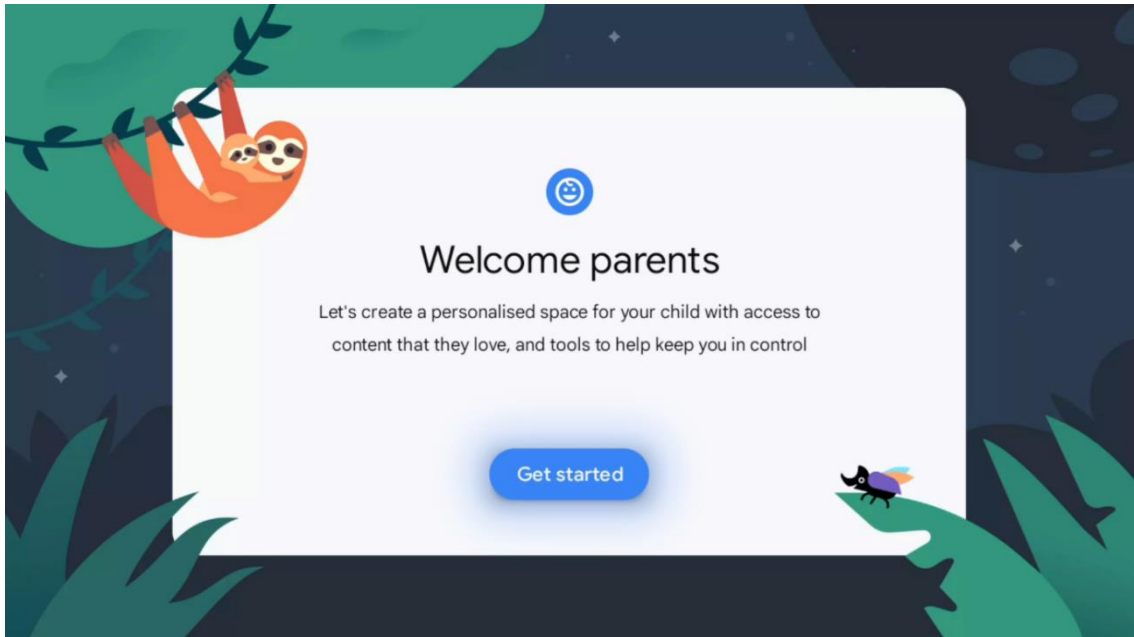 Welcome parents
Let's create a personalised space for your child with access to
content that they love, and tools to help keep you in control
Get started